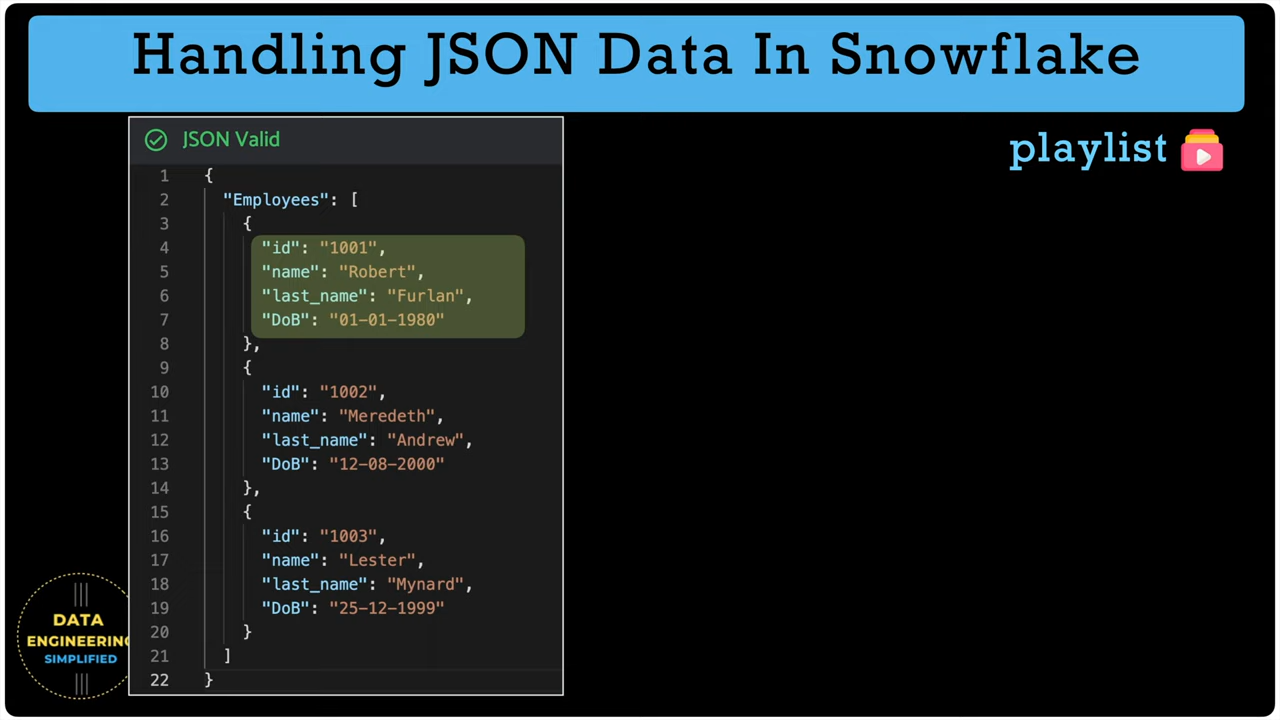 Handling JSON Data In Snowflake
playlist
JSON Valid
1 {
2 "Employees": [
3 {
4 "id": "1001",
5 "name": "Robert",
6 "last_name": "Furlan",
7 "DoB": "01-01-1980"
8 },
9 {
10 "id": "1002",
11 "name": "Meredeth",
12 "last_name": "Andrew",
13 "DoB": "12-08-2000"
14 },
15 {
16 "id": "1003",
17 "name": "Lester",
18 "last_name": "Mynard",
19 "DoB": "25-12-1999"
20 }
21 ]
22 }
DATA
ENGINEERING
SIMPLIFIED